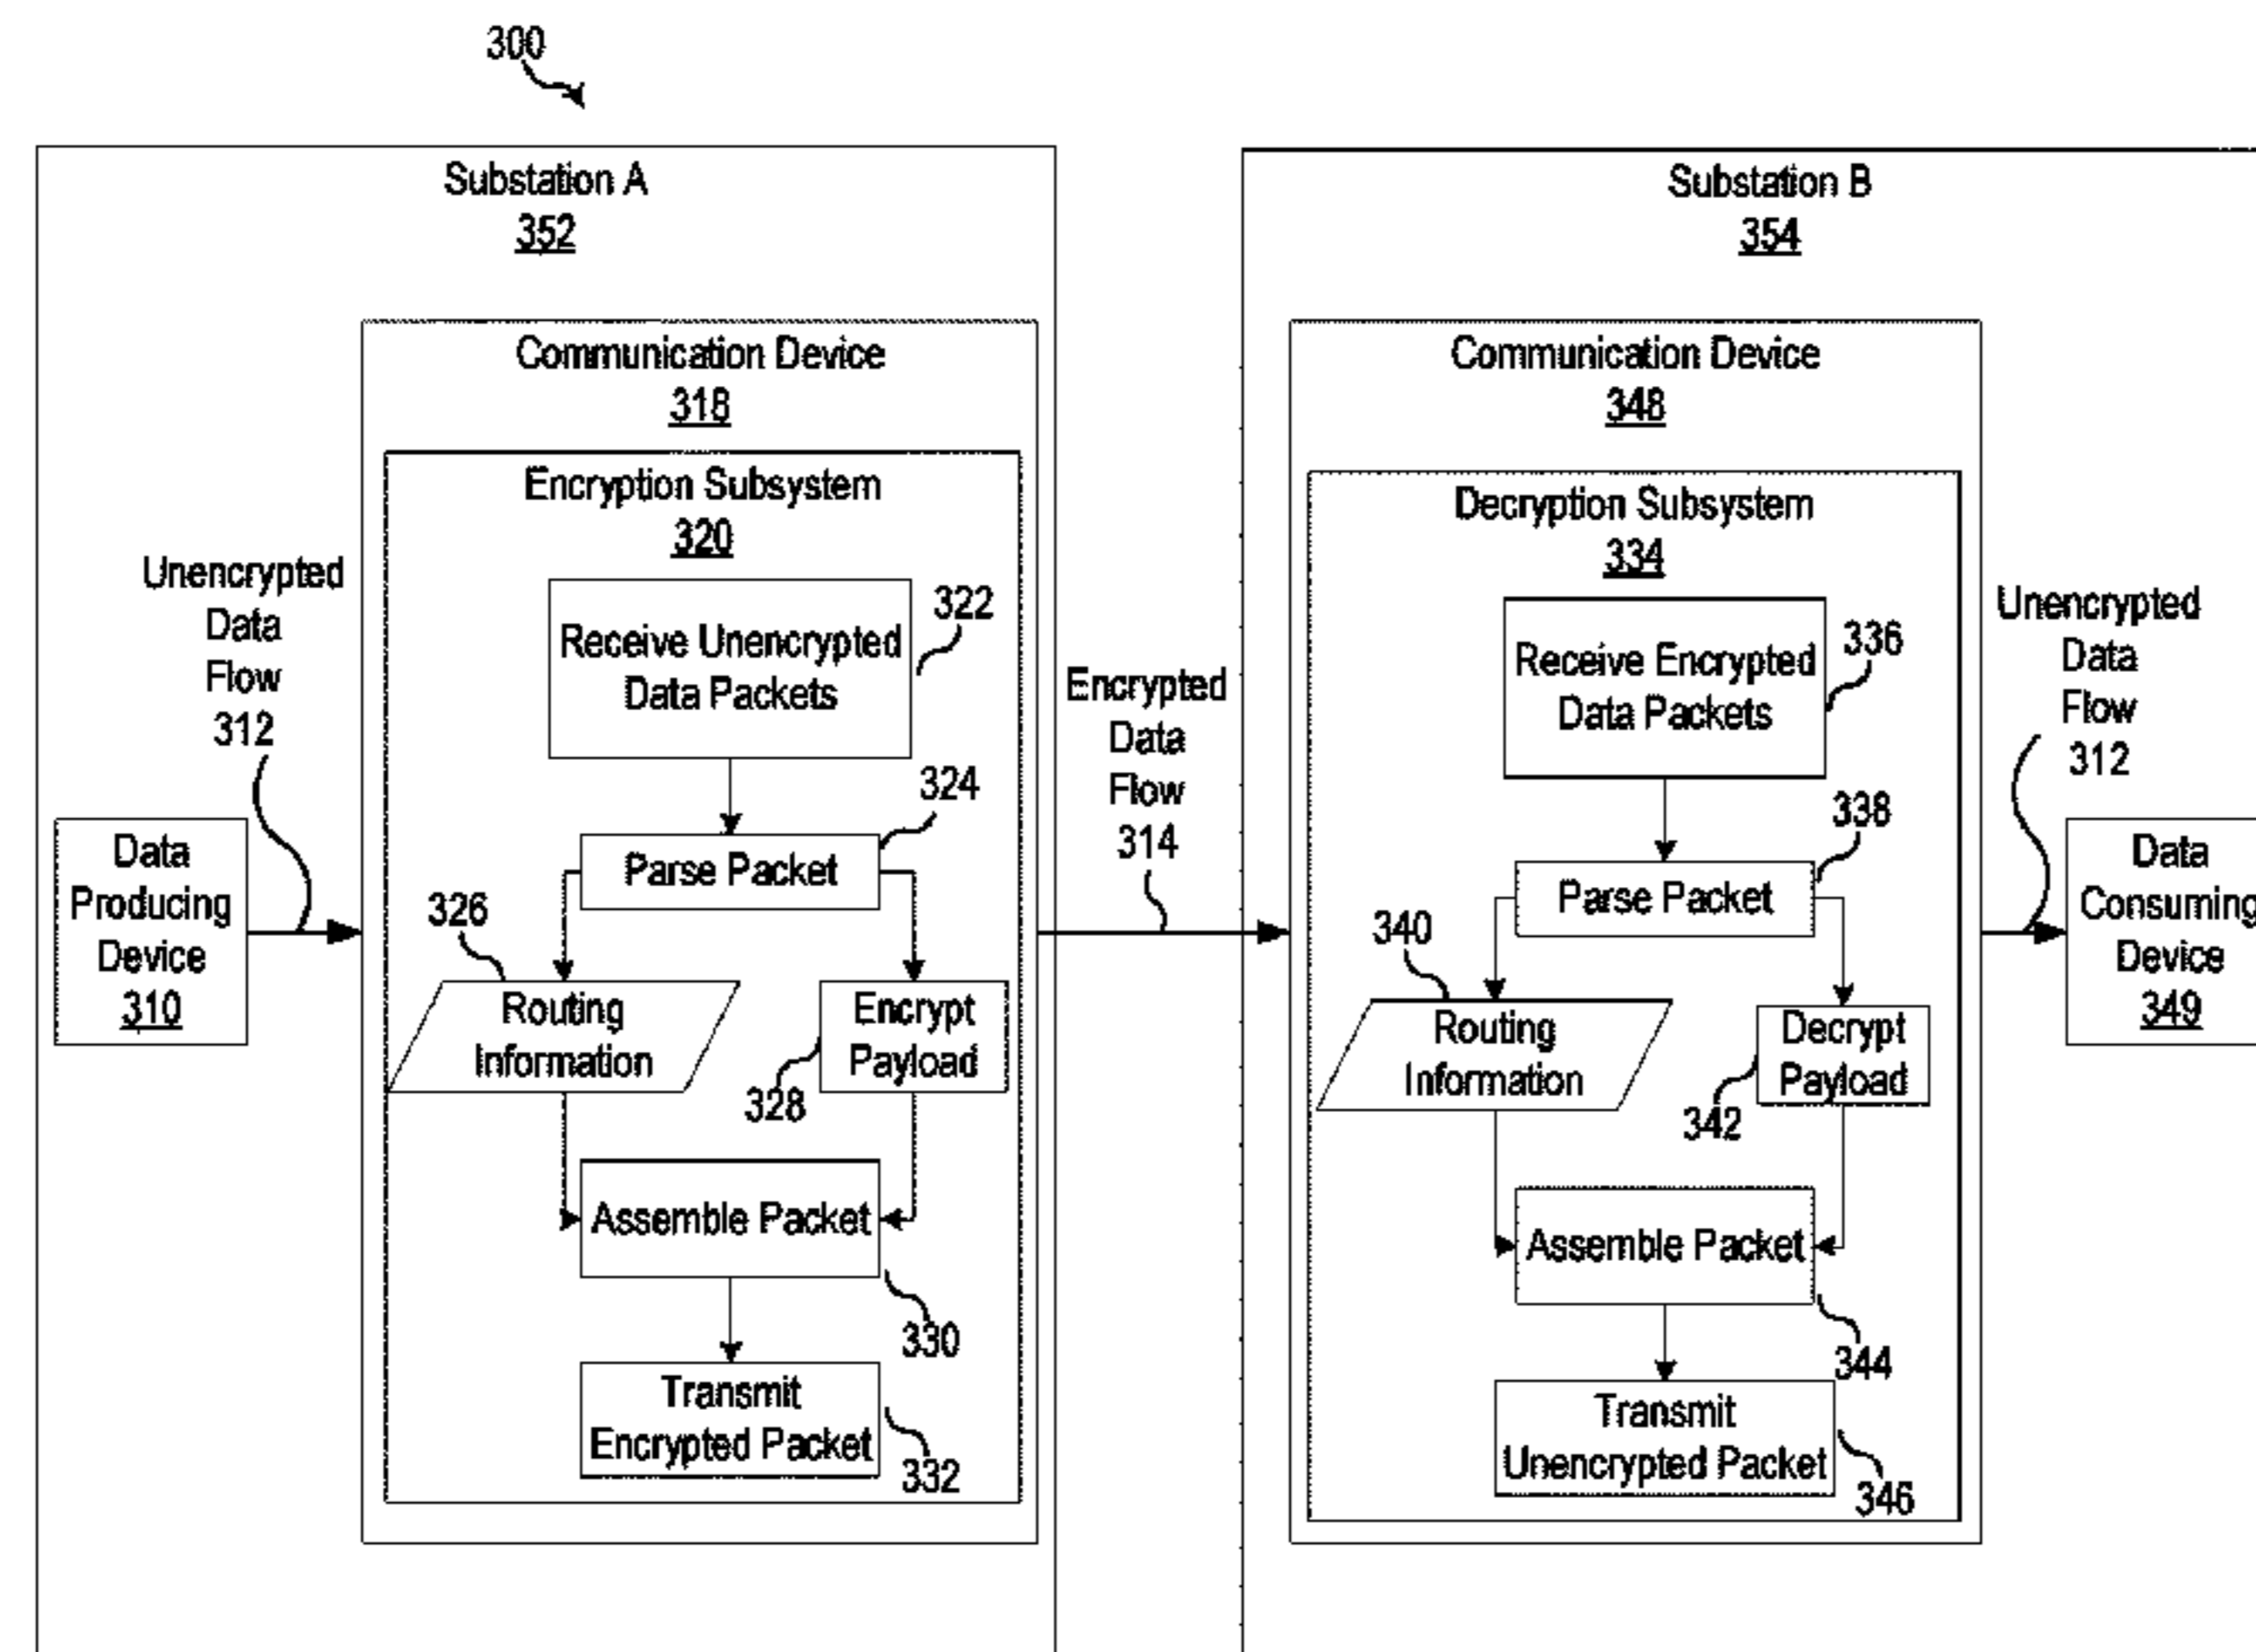 300
Substation A
352
Communication Device
318
Encryption Subsystem
320
Unencrypted
Data
Flow
312
Receive Unencrypted
Data Packets
322
324
Parse Packet
Data
Producing
Device
310
326
Routing
Information
Encrypt
Payload
328
Assemble Packet
330
Transmit
Encrypted Packet
332
Encrypted
Data
Flow
314
Substation B
354
Communication Device
348
Decryption Subsystem
334
Receive Encrypted
Data Packets
336
338
Parse Packet
340
Routing
Information
Decrypt
Payload
342
Assemble Packet
344
Transmit
Unencrypted Packet
346
Unencrypted
Data
Flow
312
Data
Consuming
Device
349